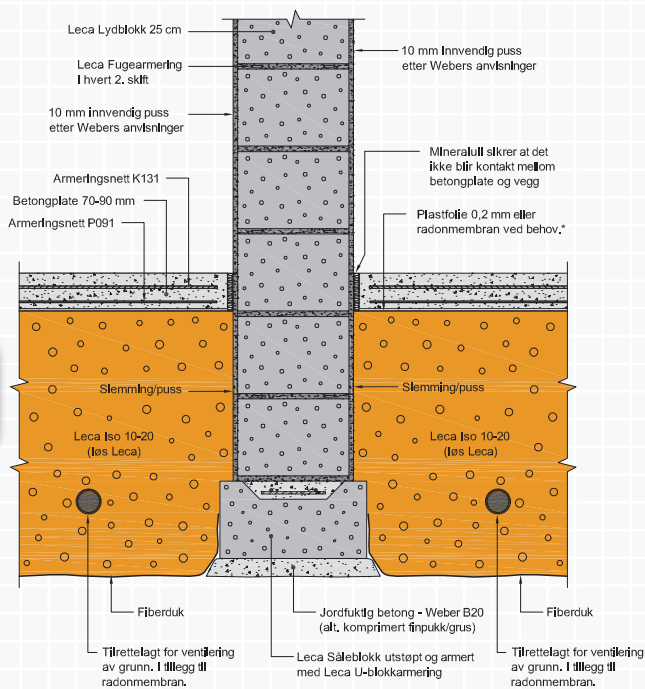 Leca Lydblokk 25 cm
Leca Fugearmering
i hvert 2. skift
10 mm innvendig puss
etter Webers anvisninger
10 mm innvendig puss
etter Webers anvisninger
Mineralull sikrer at det
ikke blir kontakt mellom
betongplate og vegg
Armeringsnett K131
Betongplate 70-90 mm
Armeringsnett P091
Plastfolie 0,2 mm eller
radonmembran ved behov.*
Slemming/puss
Slemming/puss
Leca Iso 10-20
(løs Leca)
Leca Iso 10-20
(løs Leca)
Fiberduk
Jordfuktig betong - Weber B20
(alt. komprimert finpukk/grus)
Fiberduk
Tilrettelagt for ventilering
av grunn. I tillegg til
radonmembran.
Leca Såleblokk utstøpt og armert
med Leca U-blokkarmering
Tilrettelagt for ventilering
av grunn. I tillegg til
radonmembran.